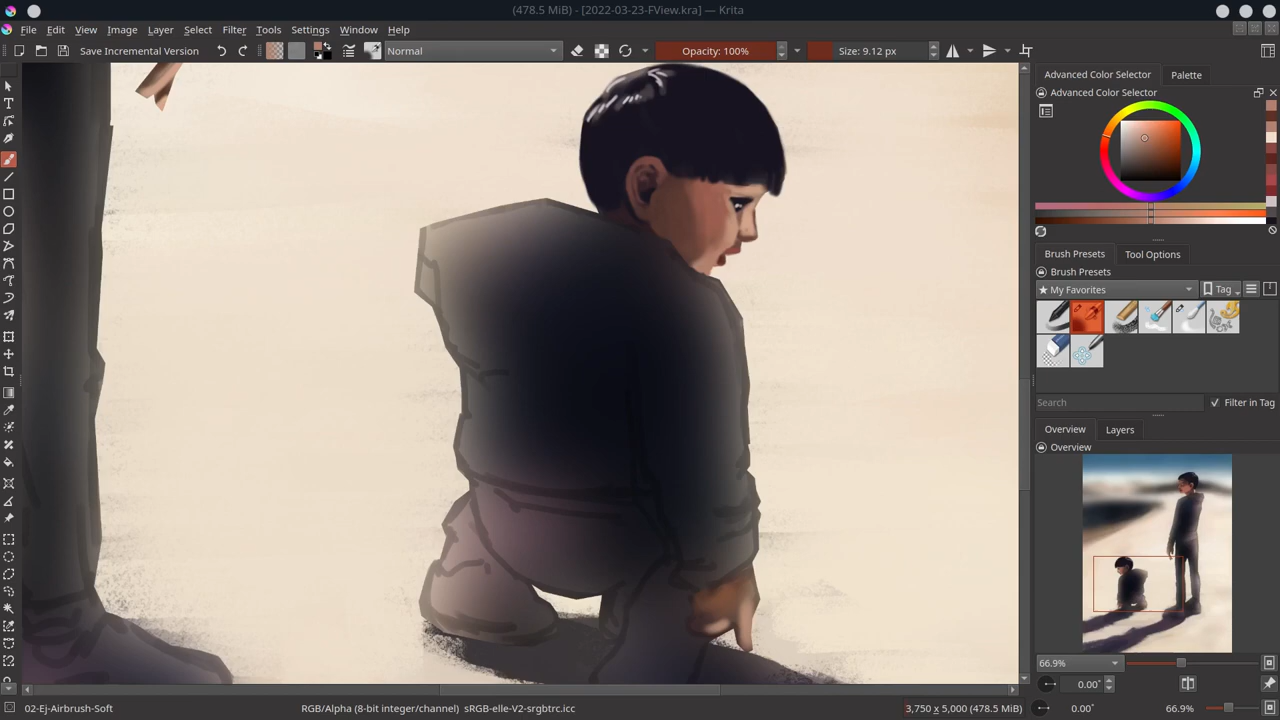 (478.5 MiB) - [2022-03-23-FView.kra] — Krita
File Edit View Image Layer Select Filter Tools Settings Window Help
Save Incremental Version Normal Opacity: 100% Size: 9.12 px
Advanced Color Selector Palette
Advanced Color Selector
Brush Presets Tool Options
Brush Presets
★ My Favorites Tag
Search Filter in Tag
Overview Layers
Overview
66.9%
0.00°
02-Ej-Airbrush-Soft RGB/Alpha (8-bit integer/channel) sRGB-elle-V2-srgbtrc.icc 3,750 x 5,000 (478.5 MiB) 0.00° 66.9%